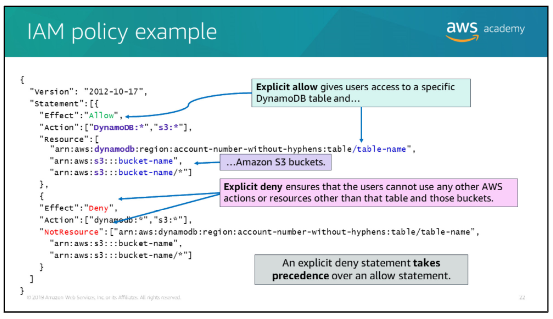 IAM policy example
aws academy
{
"Version": "2012-10-17",
"Statement":[{
"Effect":"Allow",
"Action":["DynamoDB:*","s3:*"],
"Resource":[
"arn:aws:dynamodb:region:account-number-without-hyphens:table/table-name",
"arn:aws:s3:::bucket-name",
"arn:aws:s3:::bucket-name/*"]
},
{
"Effect":"Deny",
"Action":["dynamodb:*","s3:*"],
"NotResource":["arn:aws:dynamodb:region:account-number-without-hyphens:table/table-name",
"arn:aws:s3:::bucket-name",
"arn:aws:s3:::bucket-name/*"]
}
]
}
Explicit allow gives users access to a specific
DynamoDB table and…
…Amazon S3 buckets.
Explicit deny ensures that the users cannot use any other AWS
actions or resources other than that table and those buckets.
An explicit deny statement takes
precedence over an allow statement.
© 2019 Amazon Web Services, Inc. or its Affiliates. All rights reserved.
22